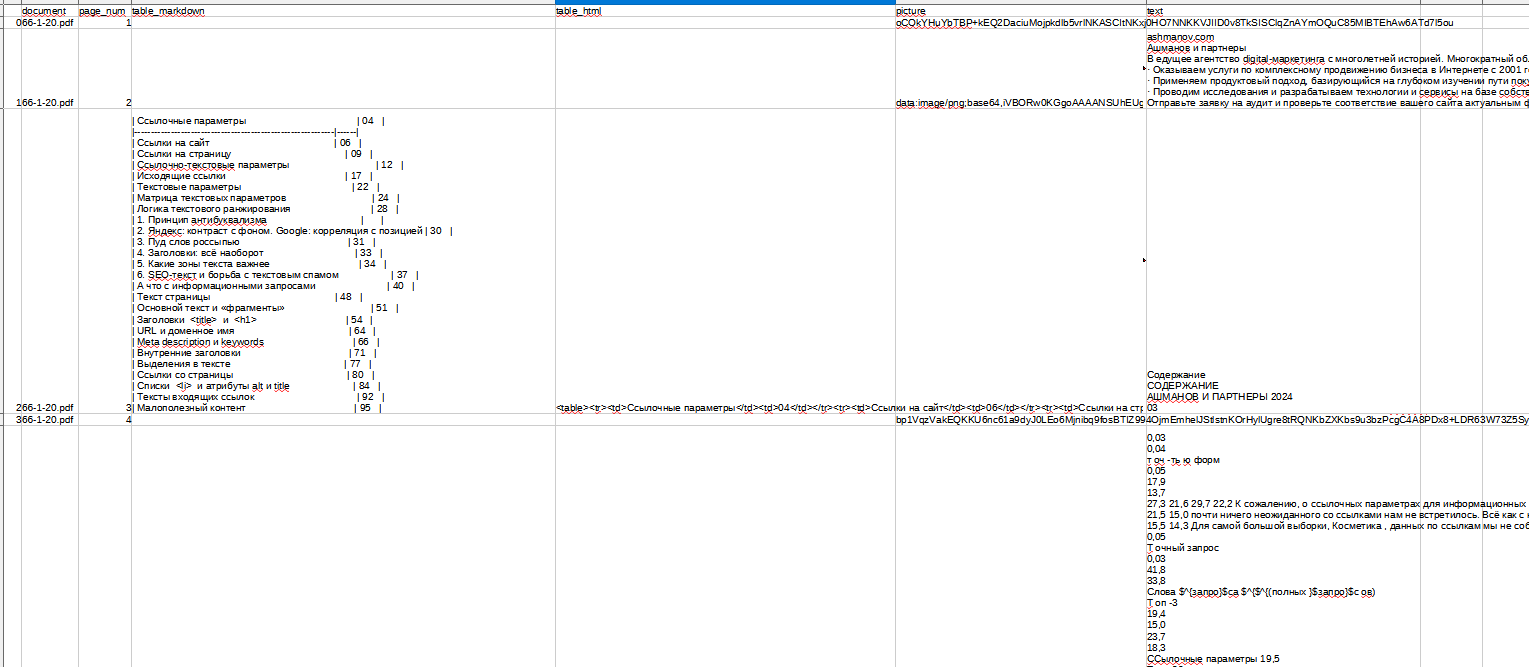 document page_num table_markdown table_html picture text
066-1-20.pdf 1
ashmanov.com
Ашманов и партнеры
В едущее агентство digital-маркетинга с многолетней историей. Многократный об
· Оказываем услуги по комплексному продвижению бизнеса в Интернете с 2001 г
· Применяем продуктовый подход, базирующийся на глубоком изучении пути поку
· Проводим исследования и разрабатываем технологии и сервисы на базе собств
166-1-20.pdf 2 data:image/png;base64,iVBORw0KGgoAAAANSUhEUg Отправьте заявку на аудит и проверьте соответствие вашего сайта актуальным ф
| Ссылочные параметры | 04 |
| Ссылки на сайт | 06 |
| Ссылки на страницу | 09 |
| Ссылочно-текстовые параметры | 12 |
| Исходящие ссылки | 17 |
| Текстовые параметры | 22 |
| Матрица текстовых параметров | 24 |
| Логика текстового ранжирования | 28 |
| 1. Принцип антибуквализма | |
| 2. Яндекс: контраст с фоном. Google: корреляция с позицией | 30 |
| 3. Пуд слов россыпью | 31 |
| 4. Заголовки: всё наоборот | 33 |
| 5. Какие зоны текста важнее | 34 |
| 6. SEO-текст и борьба с текстовым спамом | 37 |
| А что с информационными запросами | 40 |
| Текст страницы | 48 |
| Основной текст и «фрагменты» | 51 |
| Заголовки <title> и <h1> | 54 |
| URL и доменное имя | 64 |
| Meta description и keywords | 66 |
| Внутренние заголовки | 71 |
| Выделения в тексте | 77 |
| Ссылки со страницы | 80 |
| Списки <li> и атрибуты alt и title | 84 |
| Тексты входящих ссылок | 92 |
| Малополезный контент | 95 |
Содержание
СОДЕРЖАНИЕ
АШМАНОВ И ПАРТНЕРЫ 2024
266-1-20.pdf 3 <table><tr><td>Ссылочные параметры</td><td>04</td></tr><tr><td>Ссылки на сайт</td><td>06</td></tr><tr><td>Ссылки на стр 03
366-1-20.pdf 4
0,03
0,04
т оч -ть ю форм
0,05
17,9
13,7
27,3 21,6 29,7 22,2 К сожалению, о ссылочных параметрах для информационных
21,5 15,0 почти ничего неожиданного со ссылками нам не встретилось. Всё как с
15,5 14,3 Для самой большой выборки, Косметика , данных по ссылкам мы не соб
0,05
Т очный запрос
0,03
41,8
33,8
Слова $^{запро}$са $^{$^{(полных }$запро}$с ов)
Т оп -3
19,4
15,0
23,7
18,3
ССылочные параметры 19,5